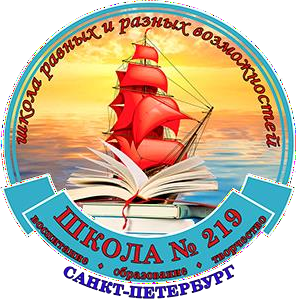 школа равных и разных возможностей
ШКОЛА № 219
воспитание • образование • творчество
САНКТ-ПЕТЕРБУРГ